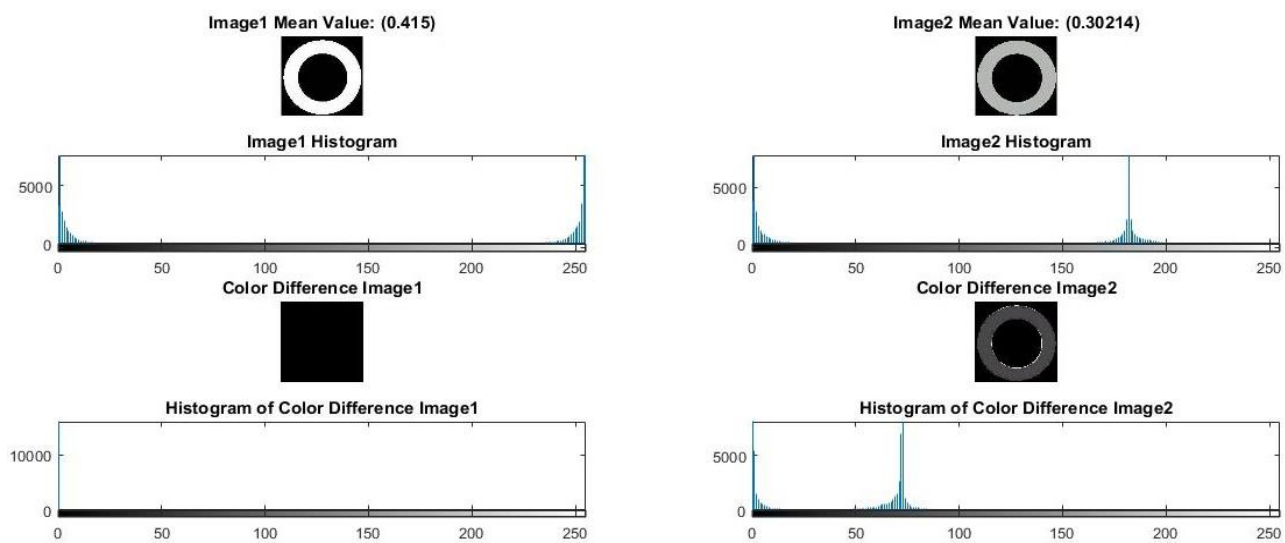 Image1 Mean Value: (0.415)
Image2 Mean Value: (0.30214)
Image1 Histogram
Image2 Histogram
5000
0
0 50 100 150 200 250
5000
0
0 50 100 150 200 250
Color Difference Image1
Color Difference Image2
Histogram of Color Difference Image1
Histogram of Color Difference Image2
10000
0
0 50 100 150 200 250
5000
0
0 50 100 150 200 250